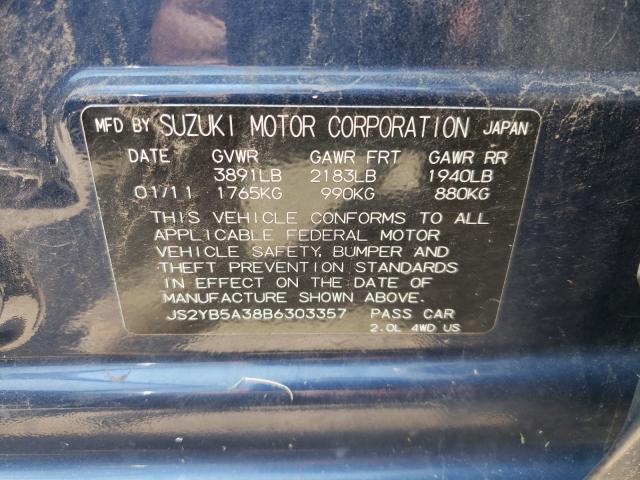 MFD BY SUZUKI MOTOR CORPORATION JAPAN
DATE GVWR GAWR FRT GAWR RR
3891LB 2183LB 1940LB
01/11 1765KG 990KG 880KG
THIS VEHICLE CONFORMS TO ALL
APPLICABLE FEDERAL MOTOR
VEHICLE SAFETY, BUMPER AND
THEFT PREVENTION STANDARDS
IN EFFECT ON THE DATE OF
MANUFACTURE SHOWN ABOVE.
JS2YB5A38B6303357 PASS CAR
2.0L 4WD US